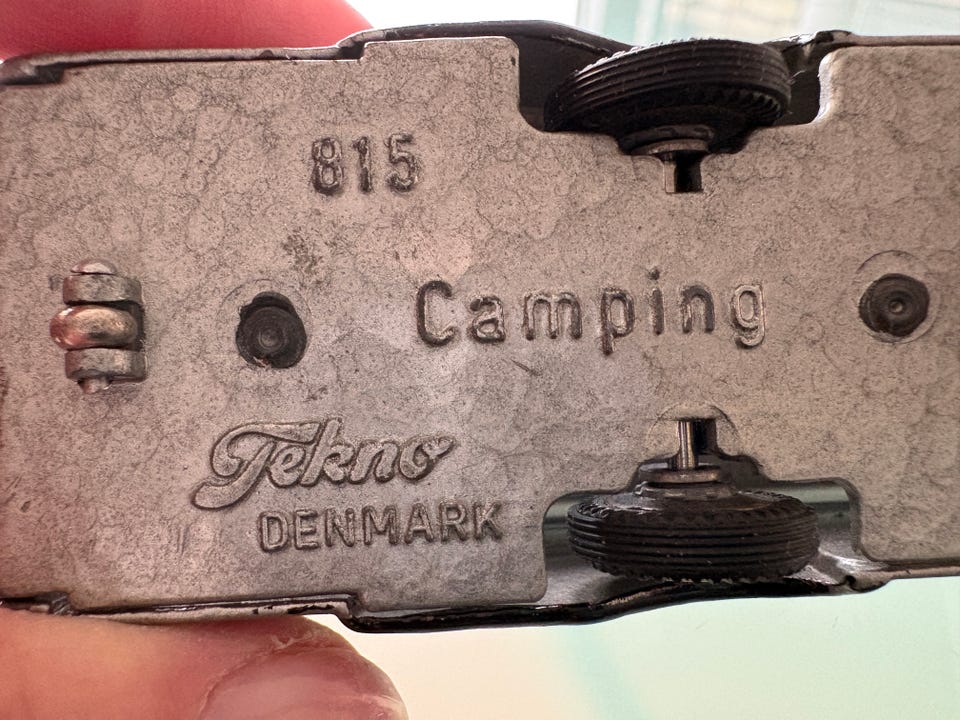 815
Camping
Tekno
DENMARK